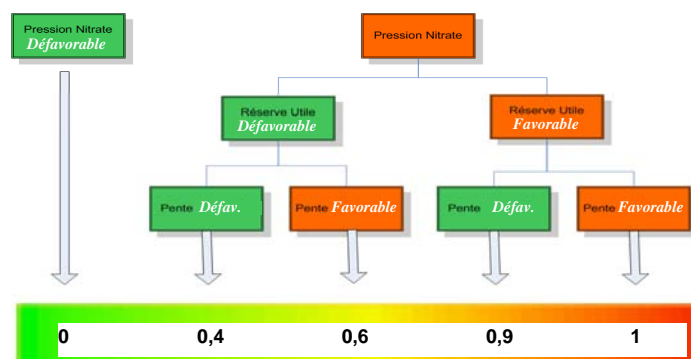 Pression Nitrate
Défavorable
Pression Nitrate
Réserve Utile
Défavorable
Réserve Utile
Favorable
Pente Défav.
Pente Favorable
Pente Défav.
Pente Favorable
0 0,4 0,6 0,9 1